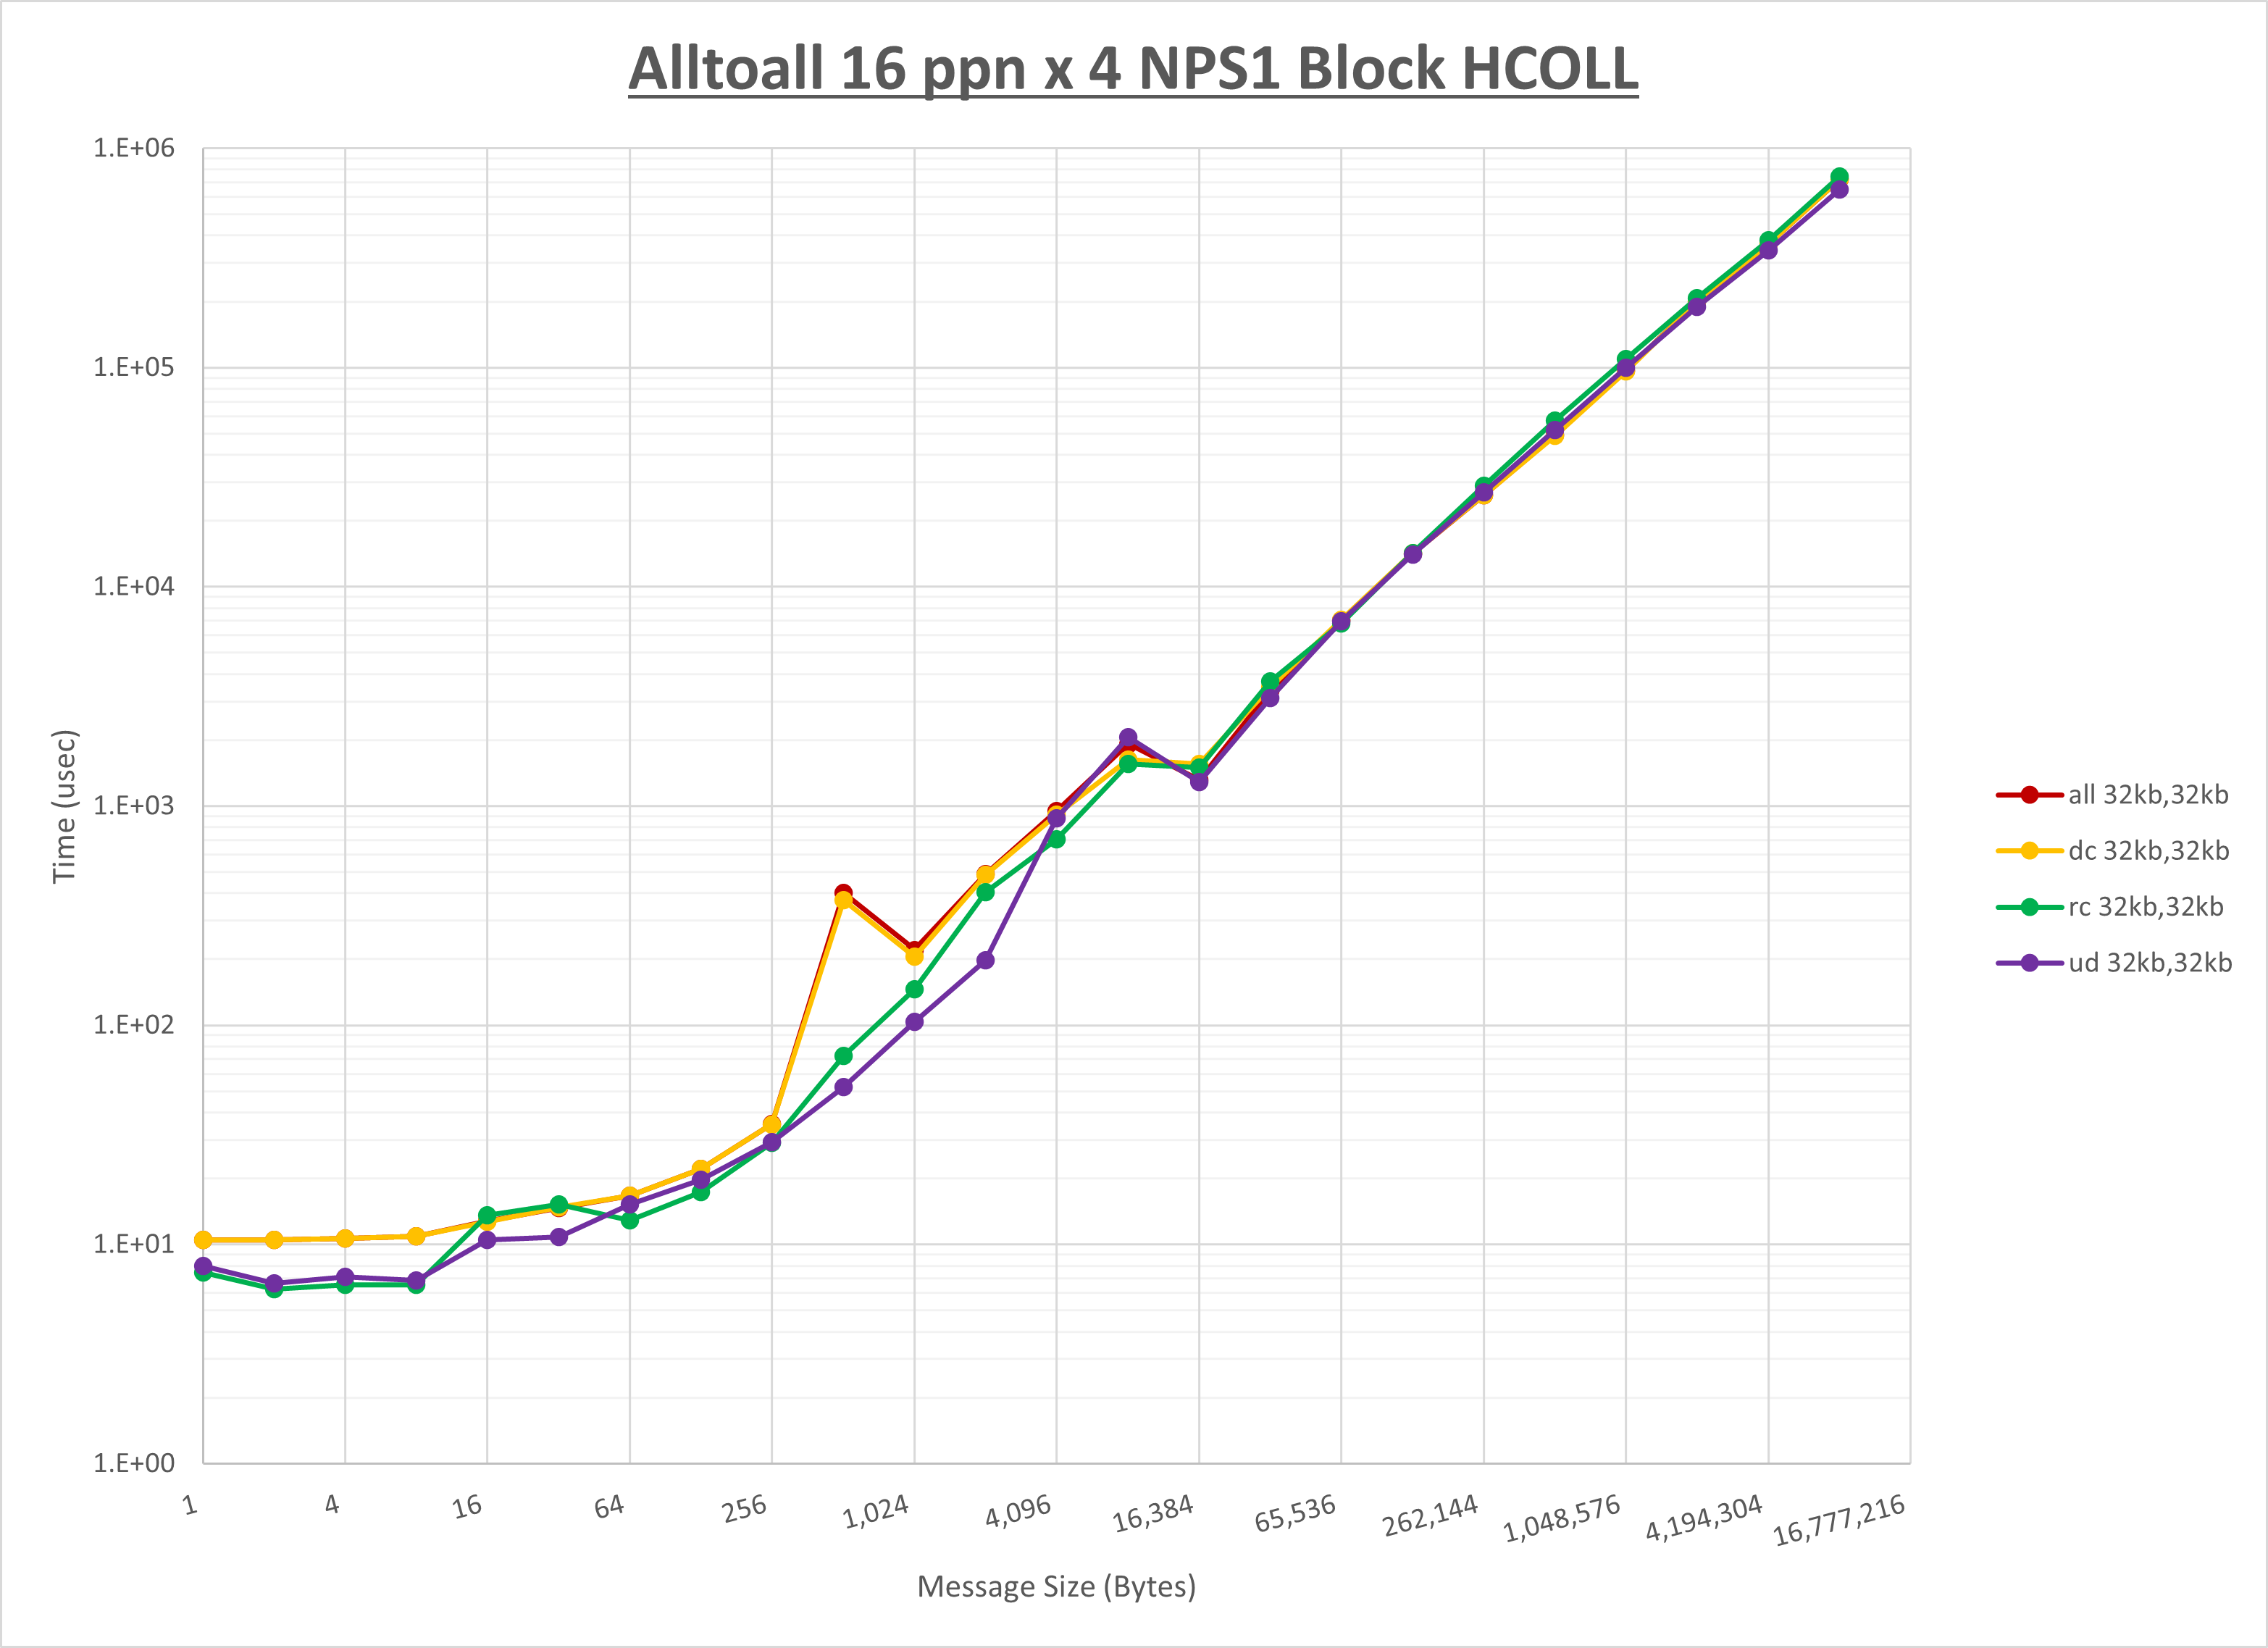 Alltoall 16 ppn x 4 NPS1 Block HCOLL
1.E+06
1.E+05
1.E+04
1.E+03
1.E+02
1.E+01
1.E+00
Time (usec)
1
4
16
64
256
1,024
4,096
16,384
65,536
262,144
1,048,576
4,194,304
16,777,216
Message Size (Bytes)
all 32kb,32kb
dc 32kb,32kb
rc 32kb,32kb
ud 32kb,32kb